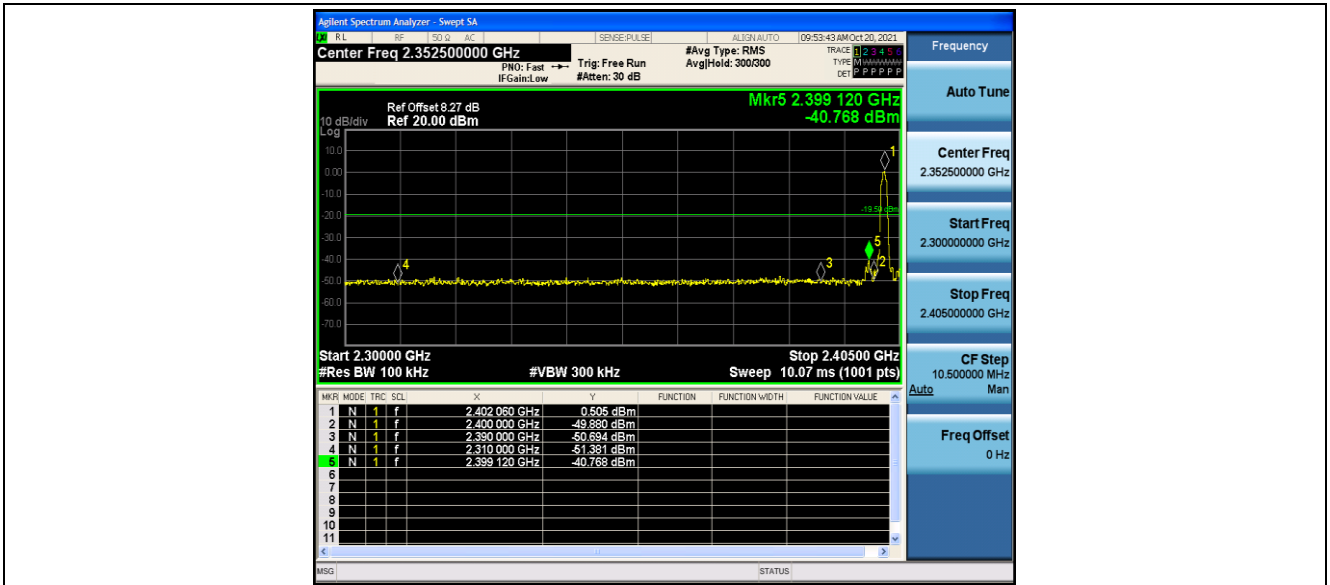 Agilent Spectrum Analyzer - Swept SA
RL RF 50 Ω AC SENSE:PULSE ALIGN AUTO 09:53:43 AM Oct 20, 2021
Center Freq 2.352500000 GHz
PNO: Fast
IFGain:Low
Trig: Free Run
#Atten: 30 dB
#Avg Type: RMS
Avg|Hold: 300/300
TRACE 1 2 3 4 5 6
TYPE M
DET P P P P P P
Frequency
Auto Tune
Center Freq
2.352500000 GHz
Start Freq
2.300000000 GHz
Stop Freq
2.405000000 GHz
CF Step
10.500000 MHz
Auto Man
Freq Offset
0 Hz
Mkr5 2.399 120 GHz
-40.768 dBm
Ref Offset 8.27 dB
10 dB/div Ref 20.00 dBm
Log
10.0
0.00
-10.0
-20.0
-30.0
-40.0
-50.0
-60.0
-70.0
1
5
2
3
4
Start 2.30000 GHz Stop 2.40500 GHz
#Res BW 100 kHz #VBW 300 kHz Sweep 10.07 ms (1001 pts)
MKR MODE TRC SCL X Y FUNCTION FUNCTION WIDTH FUNCTION VALUE
1 N 1 f 2.402 060 GHz 0.505 dBm
2 N 1 f 2.400 000 GHz -49.880 dBm
3 N 1 f 2.390 000 GHz -50.694 dBm
4 N 1 f 2.310 000 GHz -51.381 dBm
5 N 1 f 2.399 120 GHz -40.768 dBm
6
7
8
9
10
11
MSG STATUS